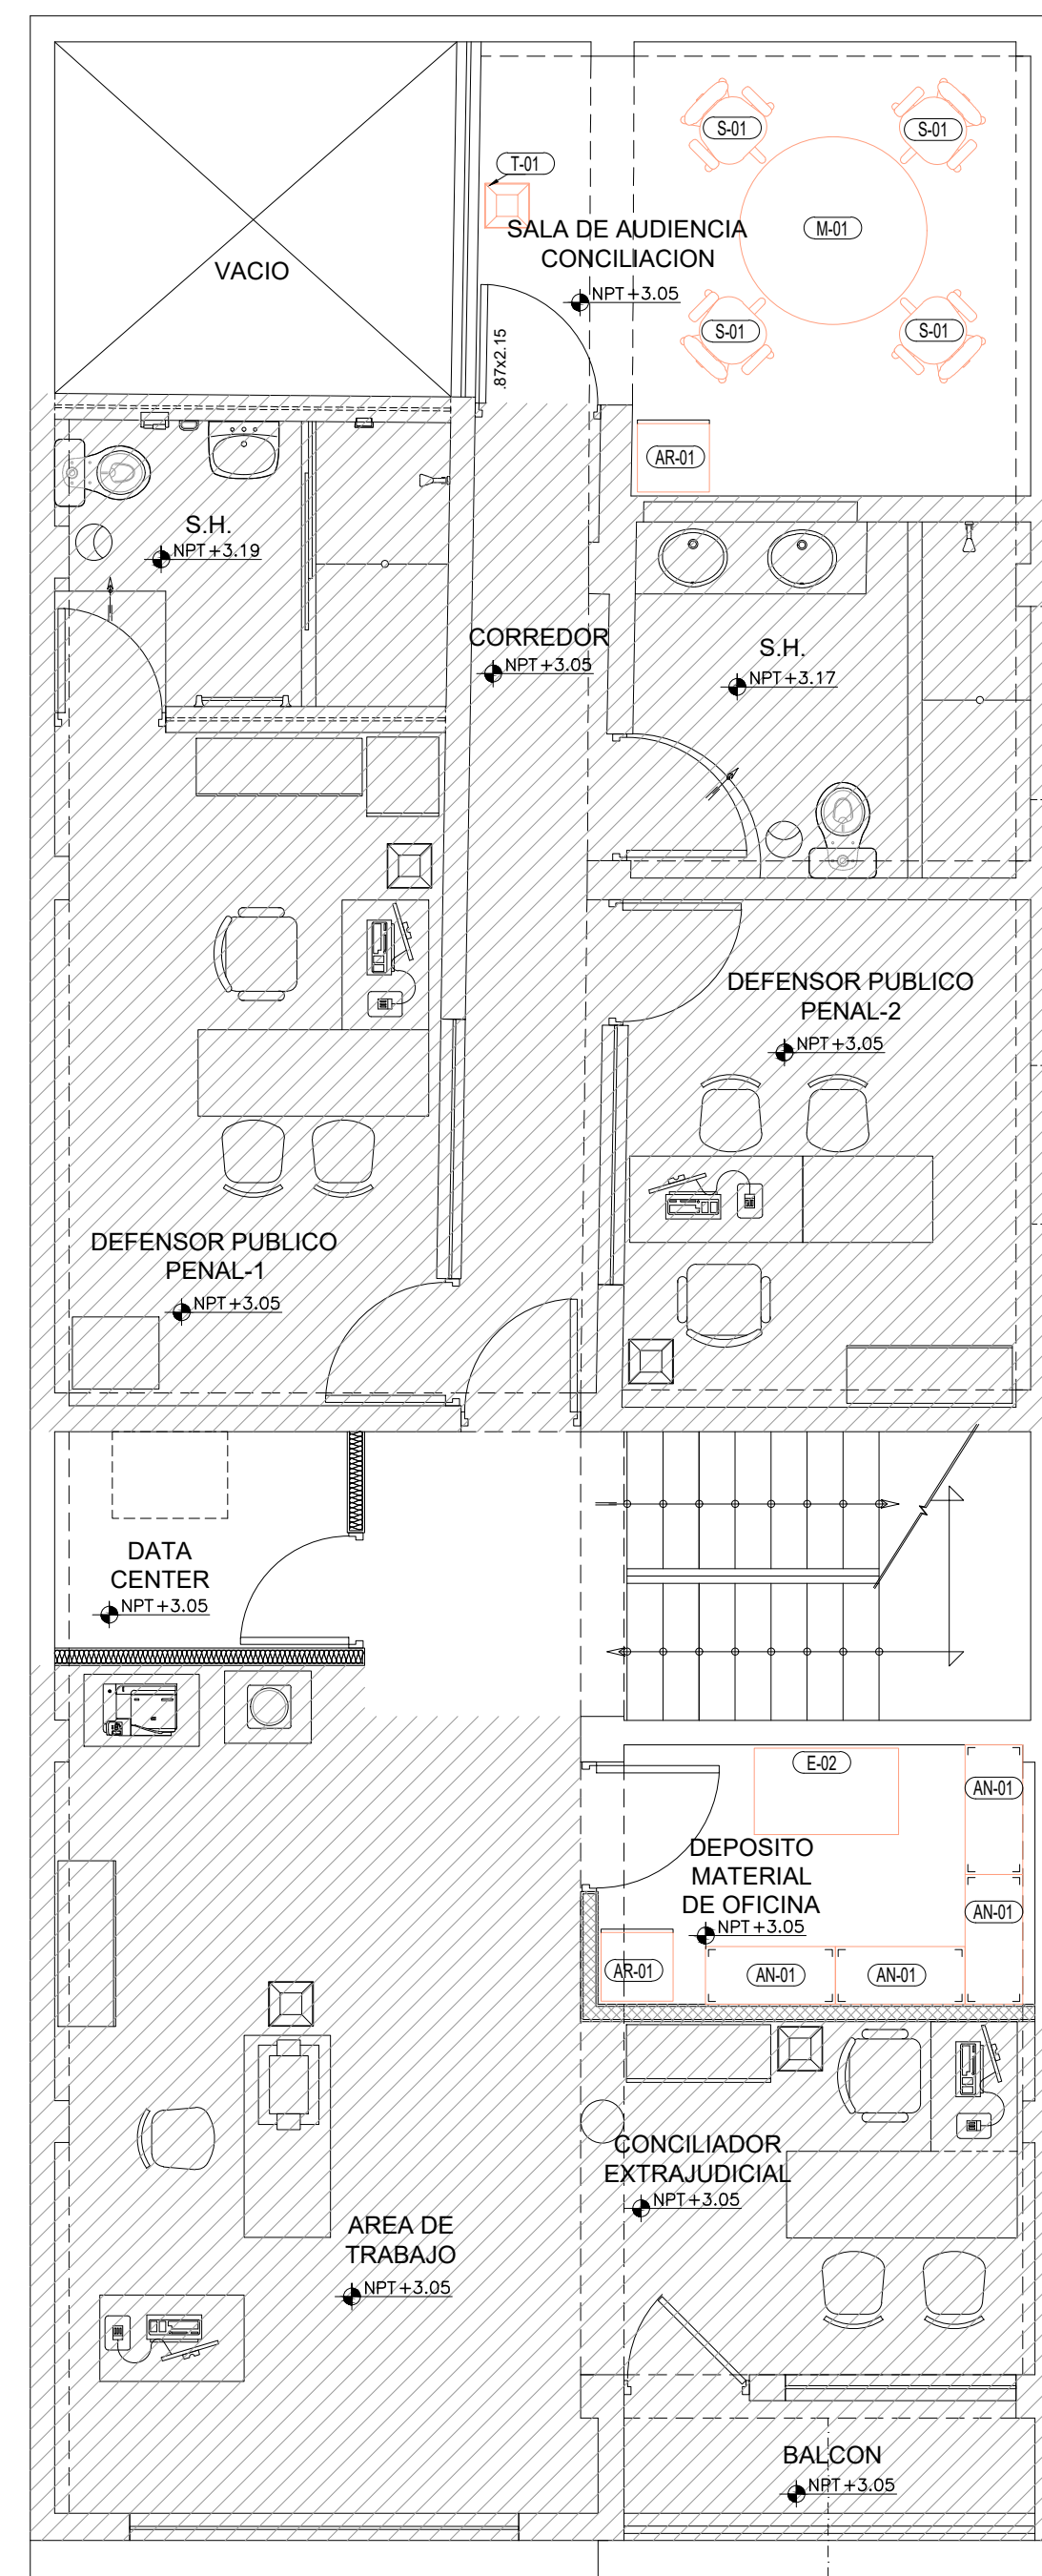 S-01
S-01
T-01
M-01
SALA DE AUDIENCIA
CONCILIACION
NPT+3.05
VACIO
S-01
S-01
.87x2.15
AR-01
S.H.
NPT+3.19
CORREDOR
NPT+3.05
S.H.
NPT+3.17
DEFENSOR PUBLICO
PENAL-2
NPT+3.05
DEFENSOR PUBLICO
PENAL-1
NPT+3.05
DATA
CENTER
NPT+3.05
E-02
AN-01
DEPOSITO
MATERIAL
DE OFICINA
NPT+3.05
AN-01
AR-01
AN-01
AN-01
CONCILIADOR
EXTRAJUDICIAL
NPT+3.05
AREA DE
TRABAJO
NPT+3.05
BALCON
NPT+3.05